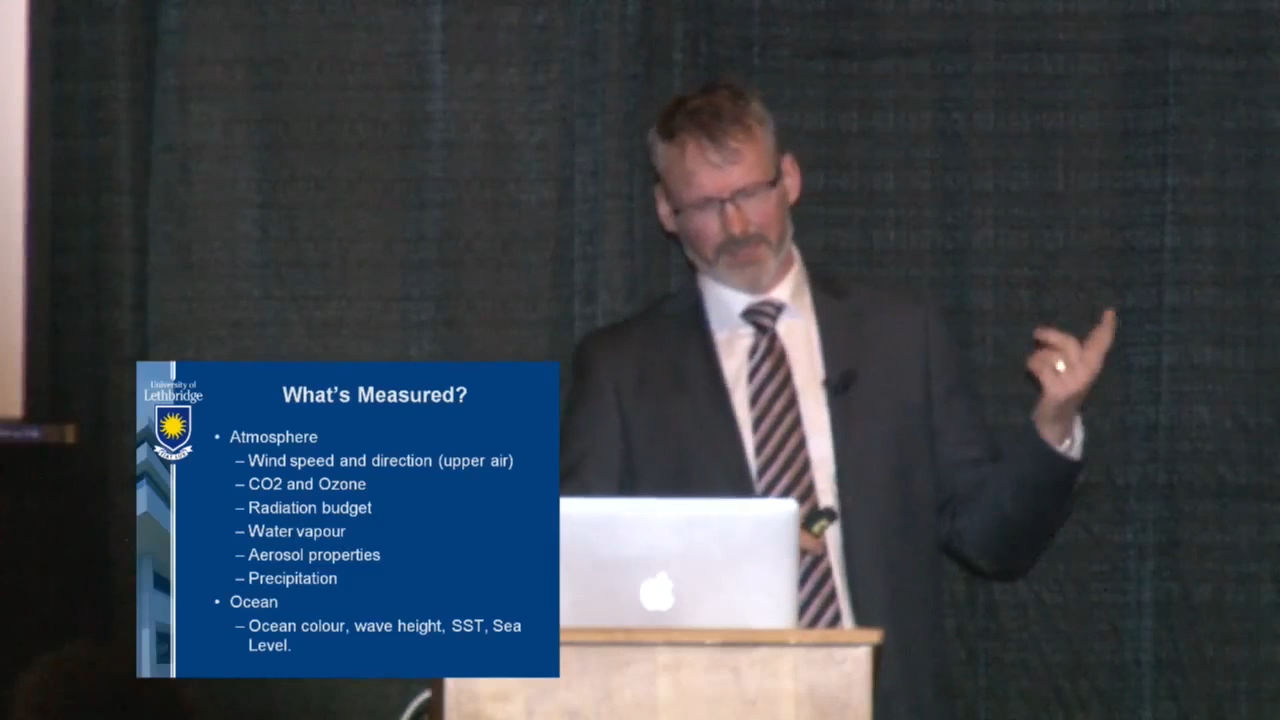 University of
Lethbridge
What's Measured?
• Atmosphere
– Wind speed and direction (upper air)
– CO2 and Ozone
– Radiation budget
– Water vapour
– Aerosol properties
– Precipitation
• Ocean
– Ocean colour, wave height, SST, Sea
Level.